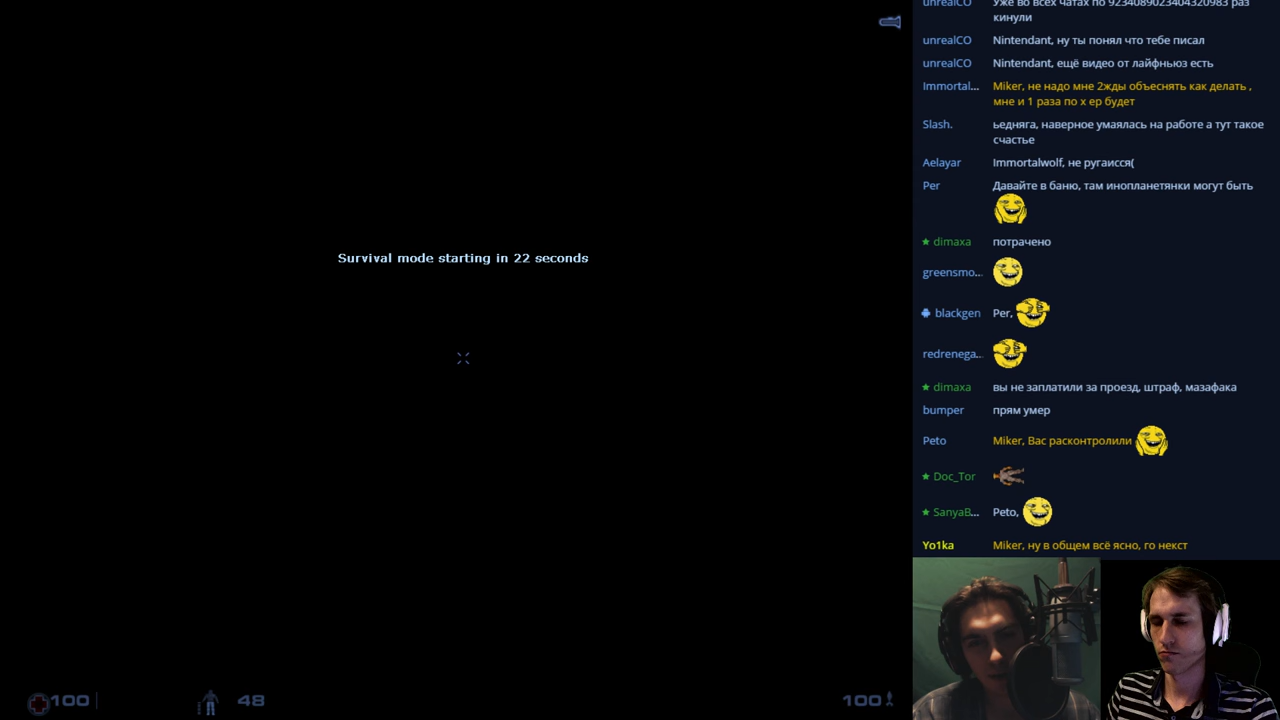 unrealCO Уже во всех чатах по 9234089023404320983 раз
кинули
unrealCO Nintendant, ну ты понял что тебе писал
unrealCO Nintendant, ещё видео от лайфньюз есть
Immortal... Miker, не надо мне 2жды объеснять как делать ,
мне и 1 раза по х ер будет
Slash. ьедняга, наверное умаялась на работе а тут такое
счастье
Aelayar Immortalwolf, не ругаисся(
Per Давайте в баню, там инопланетянки могут быть
dimaxa потрачено
greensmo...
blackgen Per,
redrenega...
dimaxa вы не заплатили за проезд, штраф, мазафака
bumper прям умер
Peto Miker, Вас расконтролили
Doc_Tor
SanyaB... Peto,
Yo1ka Miker, ну в общем всё ясно, го некст
Survival mode starting in 22 seconds
100 48 100